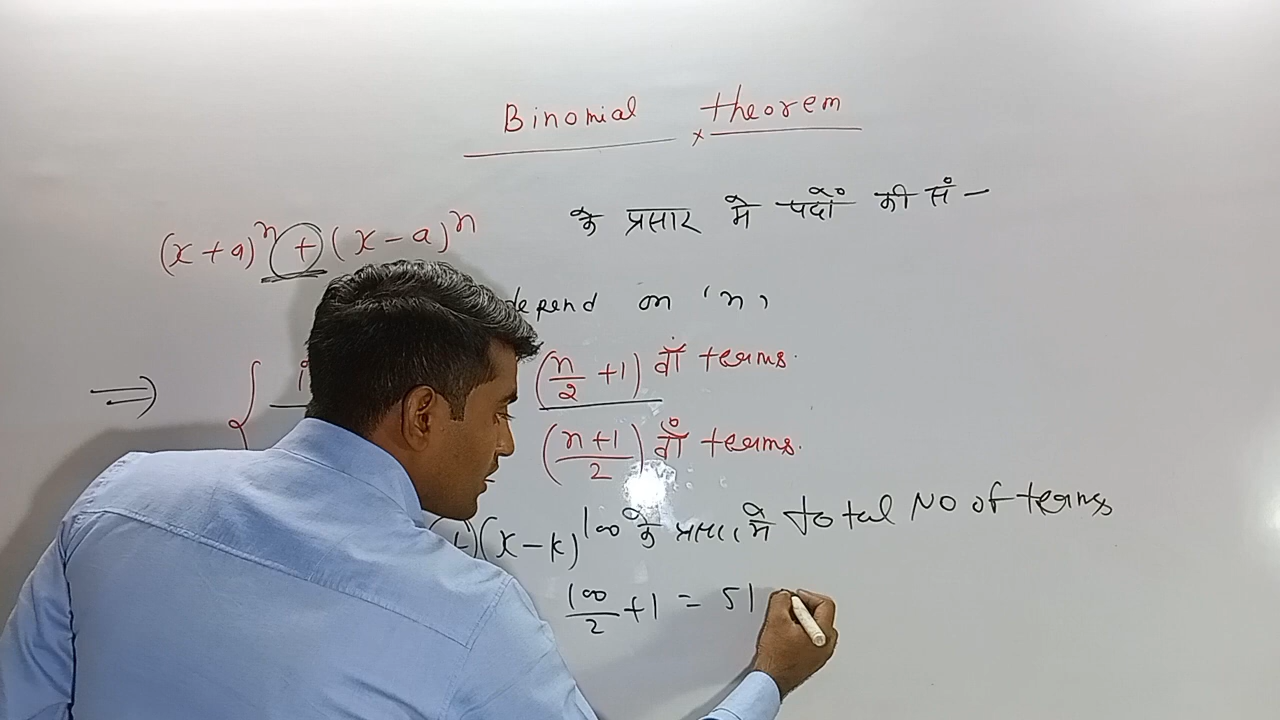 Binomial theorem
(x+a)ⁿ + (x-a)ⁿ के प्रसार मे पदों की सं -
depend on 'n,
⇒ { (n/2 +1) वाँ terms.
(n+1/2) वाँ terms.
(x-k)¹⁰⁰ के प्रसार में total No of terms
100/2 +1 = 51